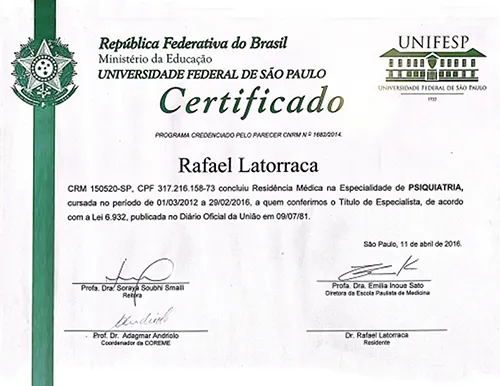 República Federativa do Brasil
Ministério da Educação
UNIVERSIDADE FEDERAL DE SÃO PAULO
UNIFESP
UNIVERSIDADE FEDERAL DE SÃO PAULO
1933
Certificado
PROGRAMA CREDENCIADO PELO PARECER CNRM Nº 1683/2014.
Rafael Latorraca
CRM 150520-SP, CPF 317.216.158-73 concluiu Residência Médica na Especialidade de PSIQUIATRIA,
cursada no período de 01/03/2012 a 29/02/2016, a quem conferimos o Título de Especialista, de acordo
com a Lei 6.932, publicada no Diário Oficial da União em 09/07/81.
São Paulo, 11 de abril de 2016.
Profa. Dra. Soraya Soubhi Smaili
Reitora
Profa. Dra. Emilia Inoue Sato
Diretora da Escola Paulista de Medicina
Prof. Dr. Adagmar Andriolo
Coordenador da COREME
Dr. Rafael Latorraca
Residente